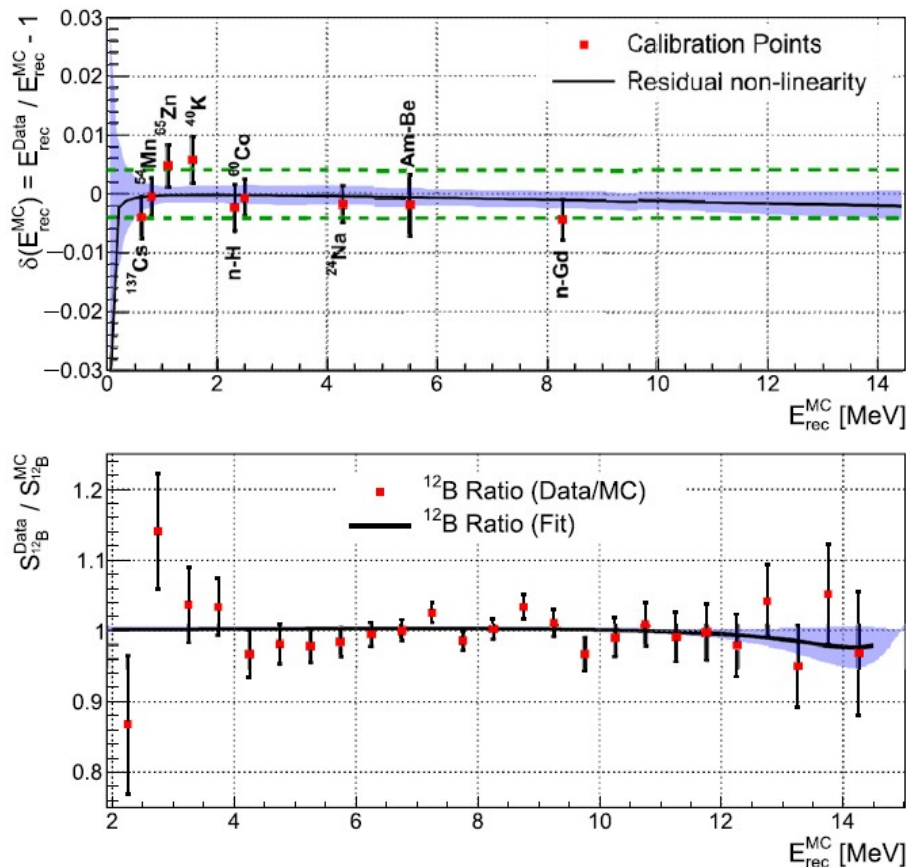 δ(E_rec^MC) = E_rec^Data / E_rec^MC - 1
0.03
0.02
0.01
0
−0.01
−0.02
−0.03
Calibration Points
Residual non-linearity
¹³⁷Cs
⁵⁴Mn
⁶⁵Zn
⁴⁰K
n-H
⁶⁰Co
²⁴Na
Am-Be
n-Gd
0 2 4 6 8 10 12 14
E_rec^MC [MeV]
S_12B^Data / S_12B^MC
1.2
1.1
1
0.9
0.8
¹²B Ratio (Data/MC)
¹²B Ratio (Fit)
2 4 6 8 10 12 14
E_rec^MC [MeV]